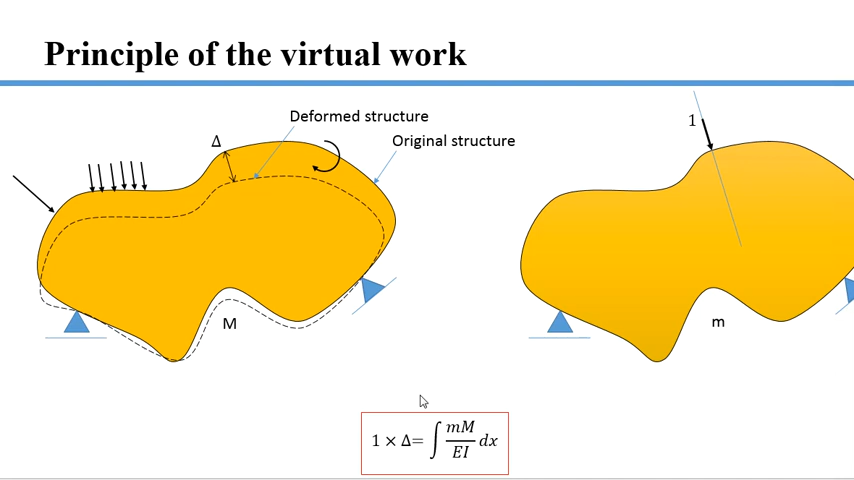 Principle of the virtual work
Deformed structure
Δ
Original structure
M
1
m
1 × Δ= ∫ mM/EI dx